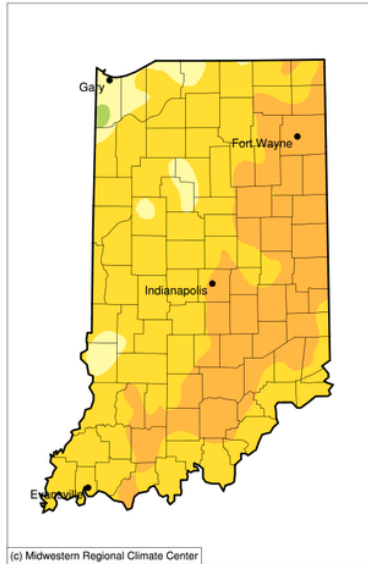 Gary
Fort Wayne
Indianapolis
Evansville
(c) Midwestern Regional Climate Center